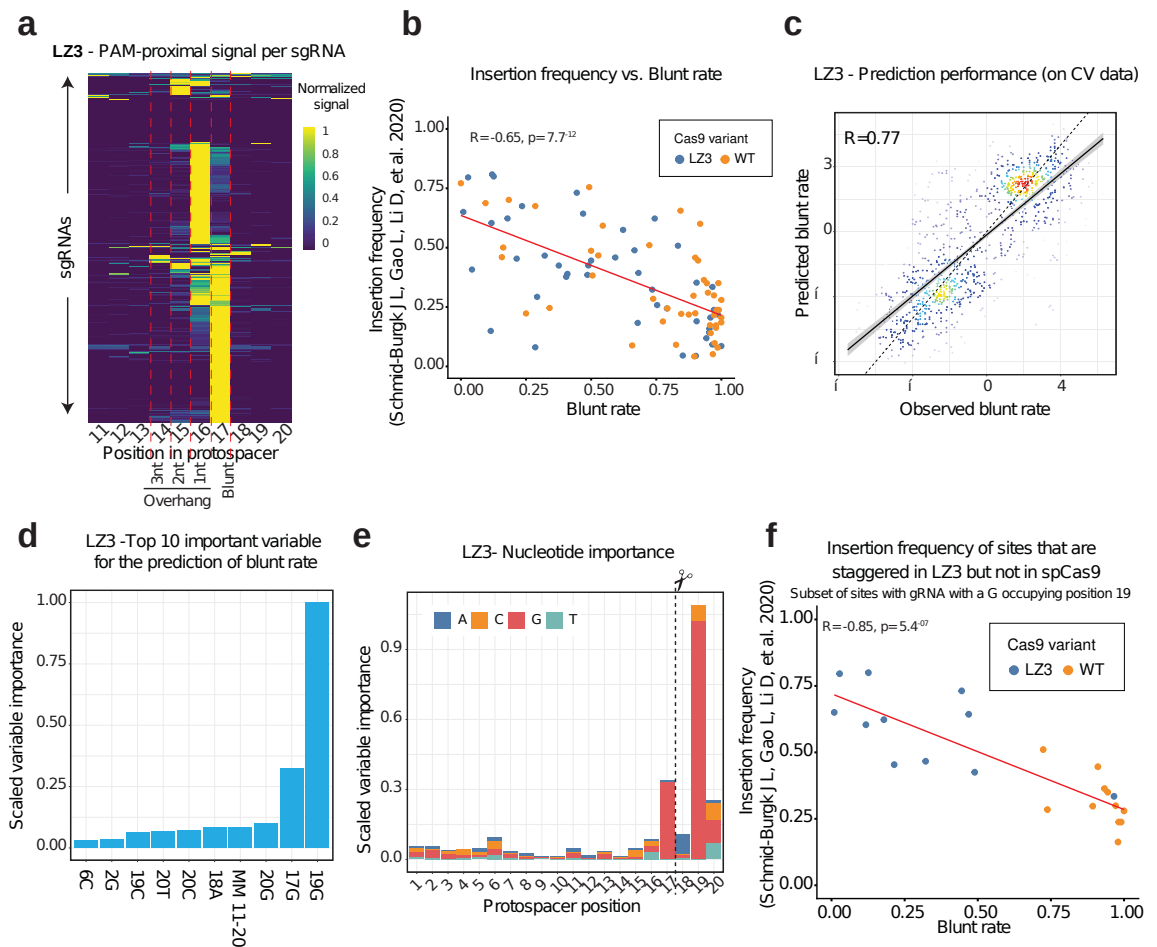 a
LZ3 - PAM-proximal signal per sgRNA
Normalized
signal
1
0.8
0.6
0.4
0.2
0
sgRNAs
11 12 13 14 15 16 17 18 19 20
Position in protospacer
3nt 2nt 1nt Blunt
Overhang
b
Insertion frequency vs. Blunt rate
R=-0.65, p=7.7-12
Cas9 variant
LZ3 WT
Insertion frequency
(Schmid-Burgk J L, Gao L, Li D, et al. 2020)
1.00
0.75
0.50
0.25
0.00
0.00 0.25 0.50 0.75 1.00
Blunt rate
c
LZ3 - Prediction performance (on CV data)
R=0.77
Predicted blunt rate
3
0
í
í
í í 0 4
Observed blunt rate
d
LZ3 -Top 10 important variable
for the prediction of blunt rate
Scaled variable importance
1.00
0.75
0.50
0.25
0.00
6C 2G 19C 20T 20C 18A MM 11-20 20G 17G 19G
e
LZ3- Nucleotide importance
A C G T
Scaled variable importance
0.9
0.6
0.3
0.0
1 2 3 4 5 6 7 8 9 10 11 12 13 14 15 16 17 18 19 20
Protospacer position
f
Insertion frequency of sites that are
staggered in LZ3 but not in spCas9
Subset of sites with gRNA with a G occupying position 19
R=-0.85, p=5.4-07
Cas9 variant
LZ3 WT
Insertion frequency
(Schmid-Burgk J L, Gao L, Li D, et al. 2020)
1.00
0.75
0.50
0.25
0.00
0.00 0.25 0.50 0.75 1.00
Blunt rate